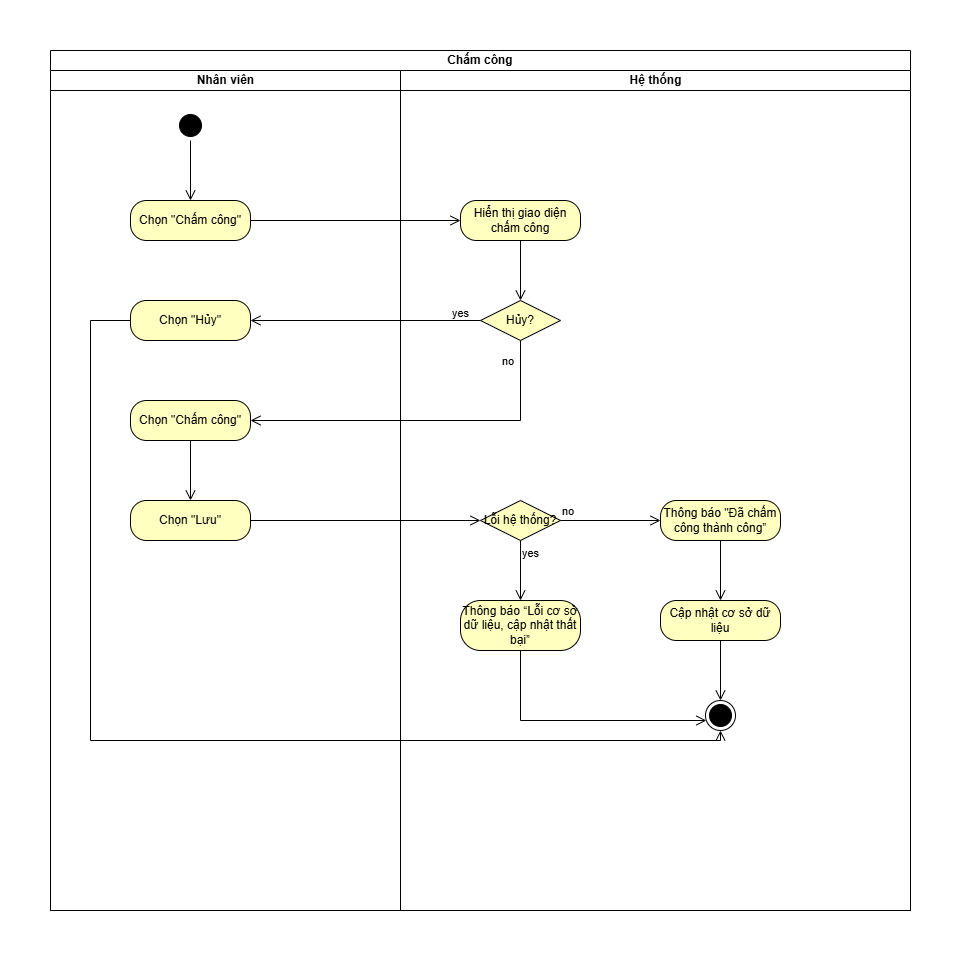 Chấm công
Nhân viên
Hệ thống
Chọn "Chấm công"
Hiển thị giao diện
chấm công
Chọn "Hủy"
yes
Hủy?
no
Chọn "Chấm công"
Chọn "Lưu"
Lỗi hệ thống?
no
Thông báo "Đã chấm
công thành công”
yes
Thông báo “Lỗi cơ sở
dữ liệu, cập nhật thất
bại”
Cập nhật cơ sở dữ
liệu